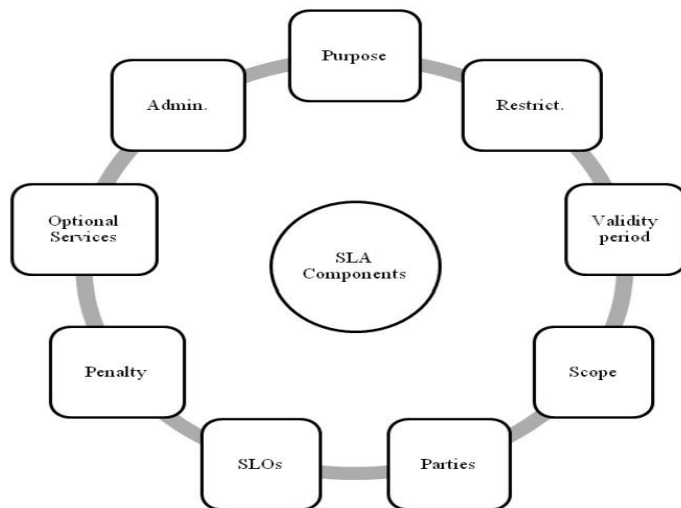 Purpose
Admin.
Restrict.
Optional
Services
Validity
period
SLA
Components
Penalty
Scope
SLOs
Parties